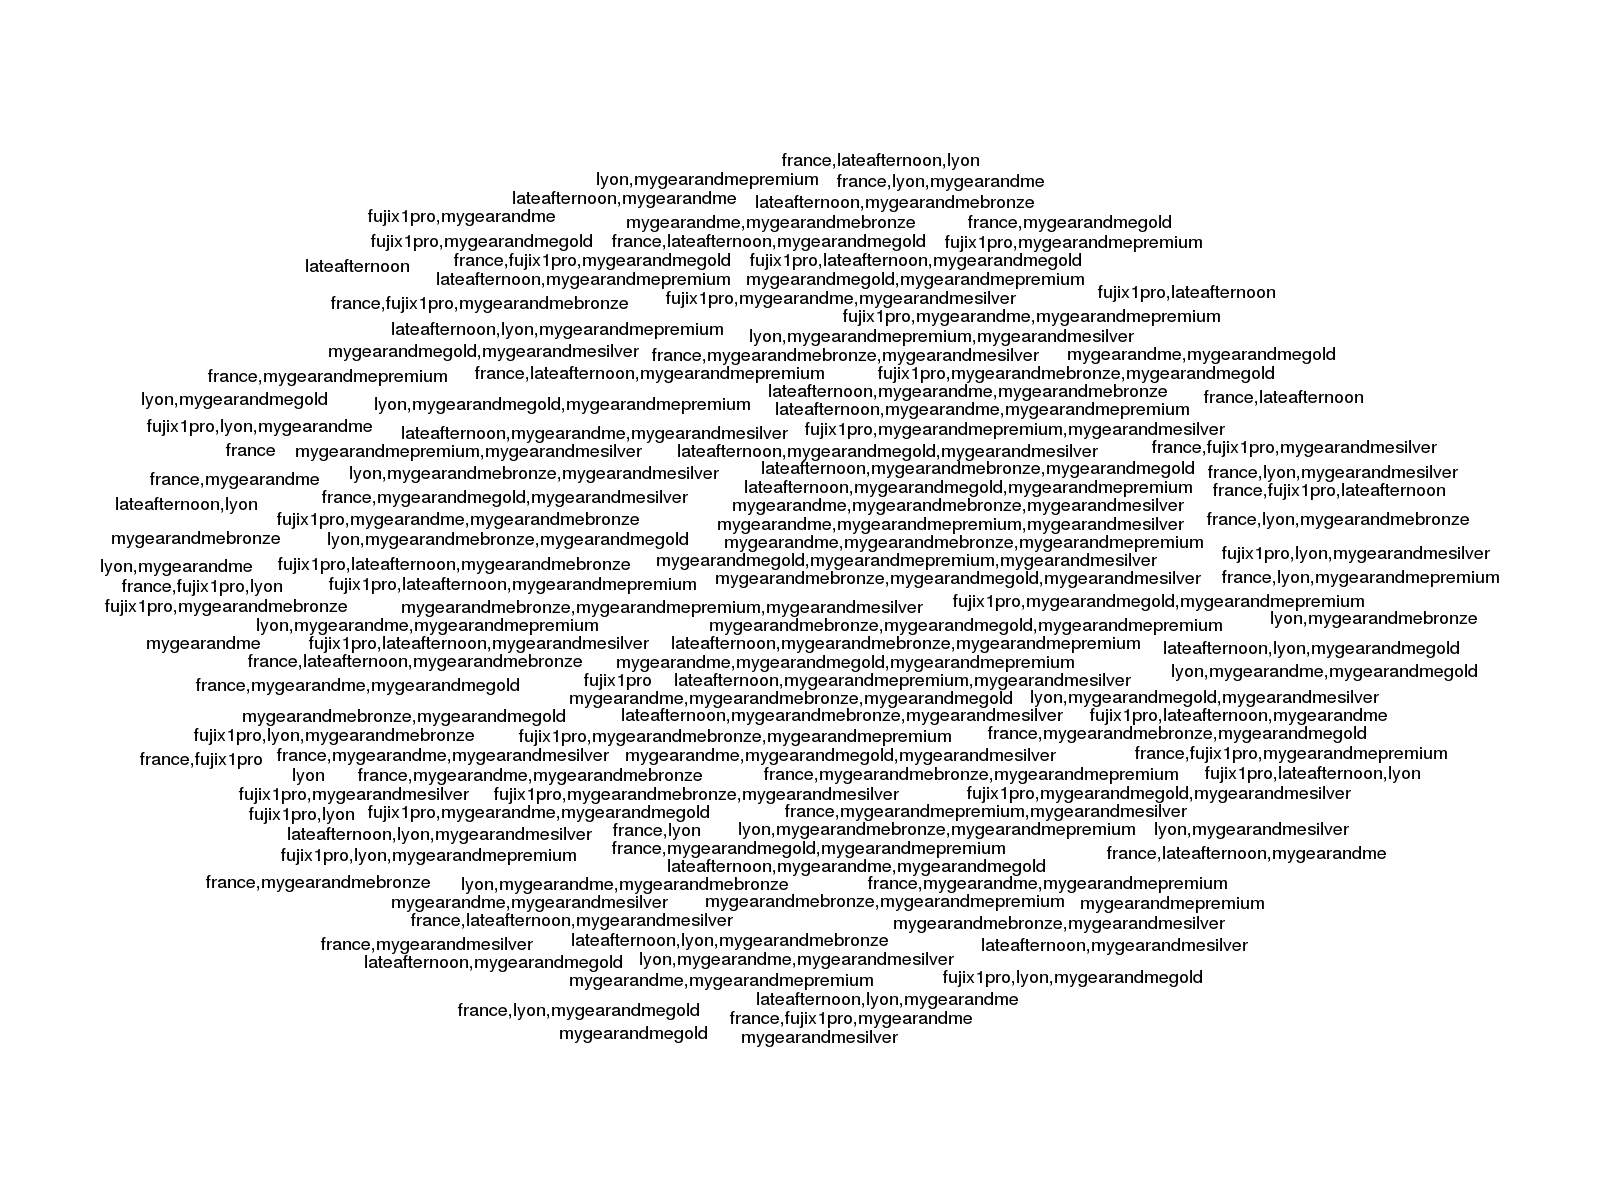 france,lateafternoon,lyon
lyon,mygearandmepremium france,lyon,mygearandme
lateafternoon,mygearandme lateafternoon,mygearandmebronze
fujix1pro,mygearandme mygearandme,mygearandmebronze france,mygearandmegold
fujix1pro,mygearandmegold france,lateafternoon,mygearandmegold fujix1pro,mygearandmepremium
lateafternoon france,fujix1pro,mygearandmegold fujix1pro,lateafternoon,mygearandmegold
lateafternoon,mygearandmepremium mygearandmegold,mygearandmepremium
france,fujix1pro,mygearandmebronze fujix1pro,mygearandme,mygearandmesilver fujix1pro,lateafternoon
fujix1pro,mygearandme,mygearandmepremium
lateafternoon,lyon,mygearandmepremium lyon,mygearandmepremium,mygearandmesilver
mygearandmegold,mygearandmesilver france,mygearandmebronze,mygearandmesilver mygearandme,mygearandmegold
france,mygearandmepremium france,lateafternoon,mygearandmepremium fujix1pro,mygearandmebronze,mygearandmegold
lateafternoon,mygearandme,mygearandmebronze france,lateafternoon
lyon,mygearandmegold lyon,mygearandmegold,mygearandmepremium lateafternoon,mygearandme,mygearandmepremium
fujix1pro,lyon,mygearandme lateafternoon,mygearandme,mygearandmesilver fujix1pro,mygearandmepremium,mygearandmesilver
france mygearandmepremium,mygearandmesilver lateafternoon,mygearandmegold,mygearandmesilver france,fujix1pro,mygearandmesilver
france,mygearandme lyon,mygearandmebronze,mygearandmesilver lateafternoon,mygearandmebronze,mygearandmegold france,lyon,mygearandmesilver
lateafternoon,mygearandmegold,mygearandmepremium france,fujix1pro,lateafternoon
lateafternoon,lyon france,mygearandmegold,mygearandmesilver mygearandme,mygearandmebronze,mygearandmesilver
fujix1pro,mygearandme,mygearandmebronze mygearandme,mygearandmepremium,mygearandmesilver france,lyon,mygearandmebronze
mygearandmebronze lyon,mygearandmebronze,mygearandmegold mygearandme,mygearandmebronze,mygearandmepremium
lyon,mygearandme fujix1pro,lateafternoon,mygearandmebronze mygearandmegold,mygearandmepremium,mygearandmesilver fujix1pro,lyon,mygearandmesilver
france,fujix1pro,lyon fujix1pro,lateafternoon,mygearandmepremium mygearandmebronze,mygearandmegold,mygearandmesilver france,lyon,mygearandmepremium
fujix1pro,mygearandmebronze mygearandmebronze,mygearandmepremium,mygearandmesilver fujix1pro,mygearandmegold,mygearandmepremium
lyon,mygearandme,mygearandmepremium mygearandmebronze,mygearandmegold,mygearandmepremium lyon,mygearandmebronze
mygearandme fujix1pro,lateafternoon,mygearandmesilver lateafternoon,mygearandmebronze,mygearandmepremium lateafternoon,lyon,mygearandmegold
france,lateafternoon,mygearandmebronze mygearandme,mygearandmegold,mygearandmepremium lyon,mygearandme,mygearandmegold
france,mygearandme,mygearandmegold fujix1pro lateafternoon,mygearandmepremium,mygearandmesilver
mygearandme,mygearandmebronze,mygearandmegold lyon,mygearandmegold,mygearandmesilver
mygearandmebronze,mygearandmegold lateafternoon,mygearandmebronze,mygearandmesilver fujix1pro,lateafternoon,mygearandme
fujix1pro,lyon,mygearandmebronze fujix1pro,mygearandmebronze,mygearandmepremium france,mygearandmebronze,mygearandmegold
france,fujix1pro france,mygearandme,mygearandmesilver mygearandme,mygearandmegold,mygearandmesilver france,fujix1pro,mygearandmepremium
lyon france,mygearandme,mygearandmebronze france,mygearandmebronze,mygearandmepremium fujix1pro,lateafternoon,lyon
fujix1pro,mygearandmesilver fujix1pro,mygearandmebronze,mygearandmesilver fujix1pro,mygearandmegold,mygearandmesilver
fujix1pro,lyon fujix1pro,mygearandme,mygearandmegold france,mygearandmepremium,mygearandmesilver
lateafternoon,lyon,mygearandmesilver france,lyon lyon,mygearandmebronze,mygearandmepremium lyon,mygearandmesilver
fujix1pro,lyon,mygearandmepremium france,mygearandmegold,mygearandmepremium france,lateafternoon,mygearandme
lateafternoon,mygearandme,mygearandmegold
france,mygearandmebronze lyon,mygearandme,mygearandmebronze france,mygearandme,mygearandmepremium
mygearandme,mygearandmesilver mygearandmebronze,mygearandmepremium mygearandmepremium
france,lateafternoon,mygearandmesilver mygearandmebronze,mygearandmesilver
france,mygearandmesilver lateafternoon,lyon,mygearandmebronze lateafternoon,mygearandmesilver
lateafternoon,mygearandmegold lyon,mygearandme,mygearandmesilver
mygearandme,mygearandmepremium fujix1pro,lyon,mygearandmegold
lateafternoon,lyon,mygearandme
france,lyon,mygearandmegold france,fujix1pro,mygearandme
mygearandmegold mygearandmesilver